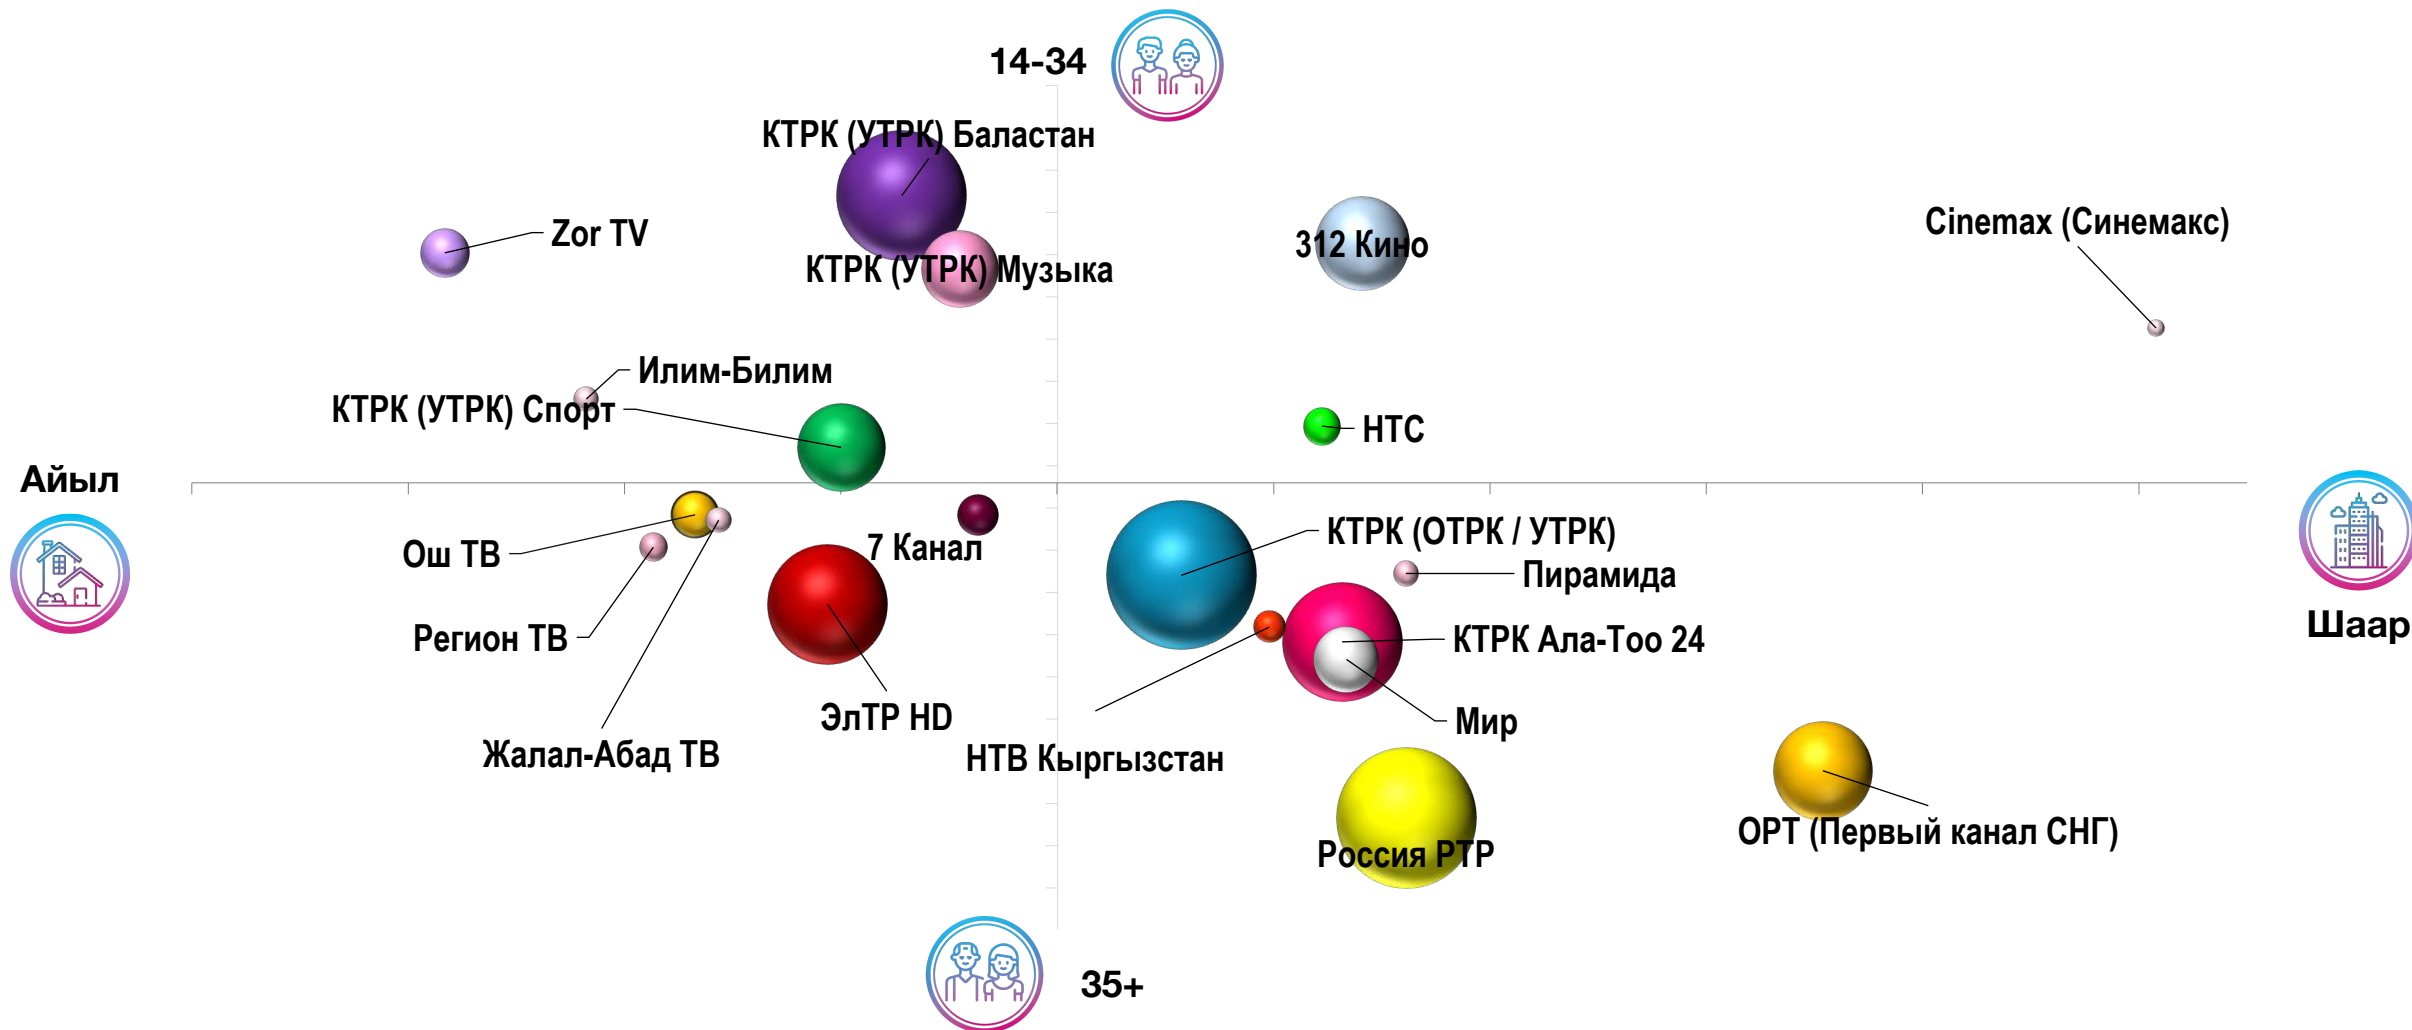 14-34
КТРК (УТРК) Баластан
Zor TV
Cinemax (Синемакс)
312 Кино
КТРК (УТРК) Музыка
Илим-Билим
КТРК (УТРК) Спорт
НТС
Айыл
КТРК (ОТРК / УТРК)
7 Канал
Ош ТВ
Пирамида
Шаар
Регион ТВ
КТРК Ала-Тоо 24
ЭлТР HD
Мир
Жалал-Абад ТВ
НТВ Кыргызстан
ОРТ (Первый канал СНГ)
Россия РТР
35+